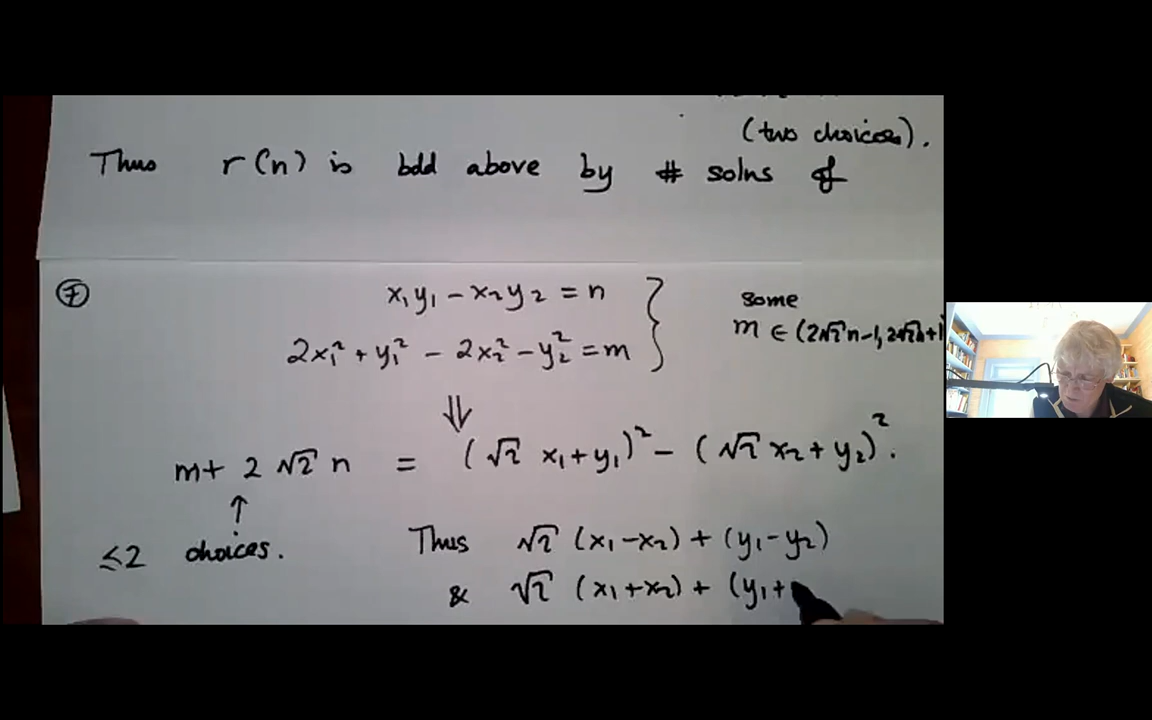 (two choices).
Thus r(n) is bdd above by # solns of
⑦
x₁y₁ − x₂y₂ = n
2x₁² + y₁² − 2x₂² − y₂² = m
some
m ∈ (2√2 n−1, 2√2 n+1
⇓
m + 2√2 n = (√2 x₁+y₁)² − (√2 x₂+y₂)².
↑
≤2 choices.
Thus √2 (x₁−x₂) + (y₁−y₂)
& √2 (x₁+x₂) + (y₁+